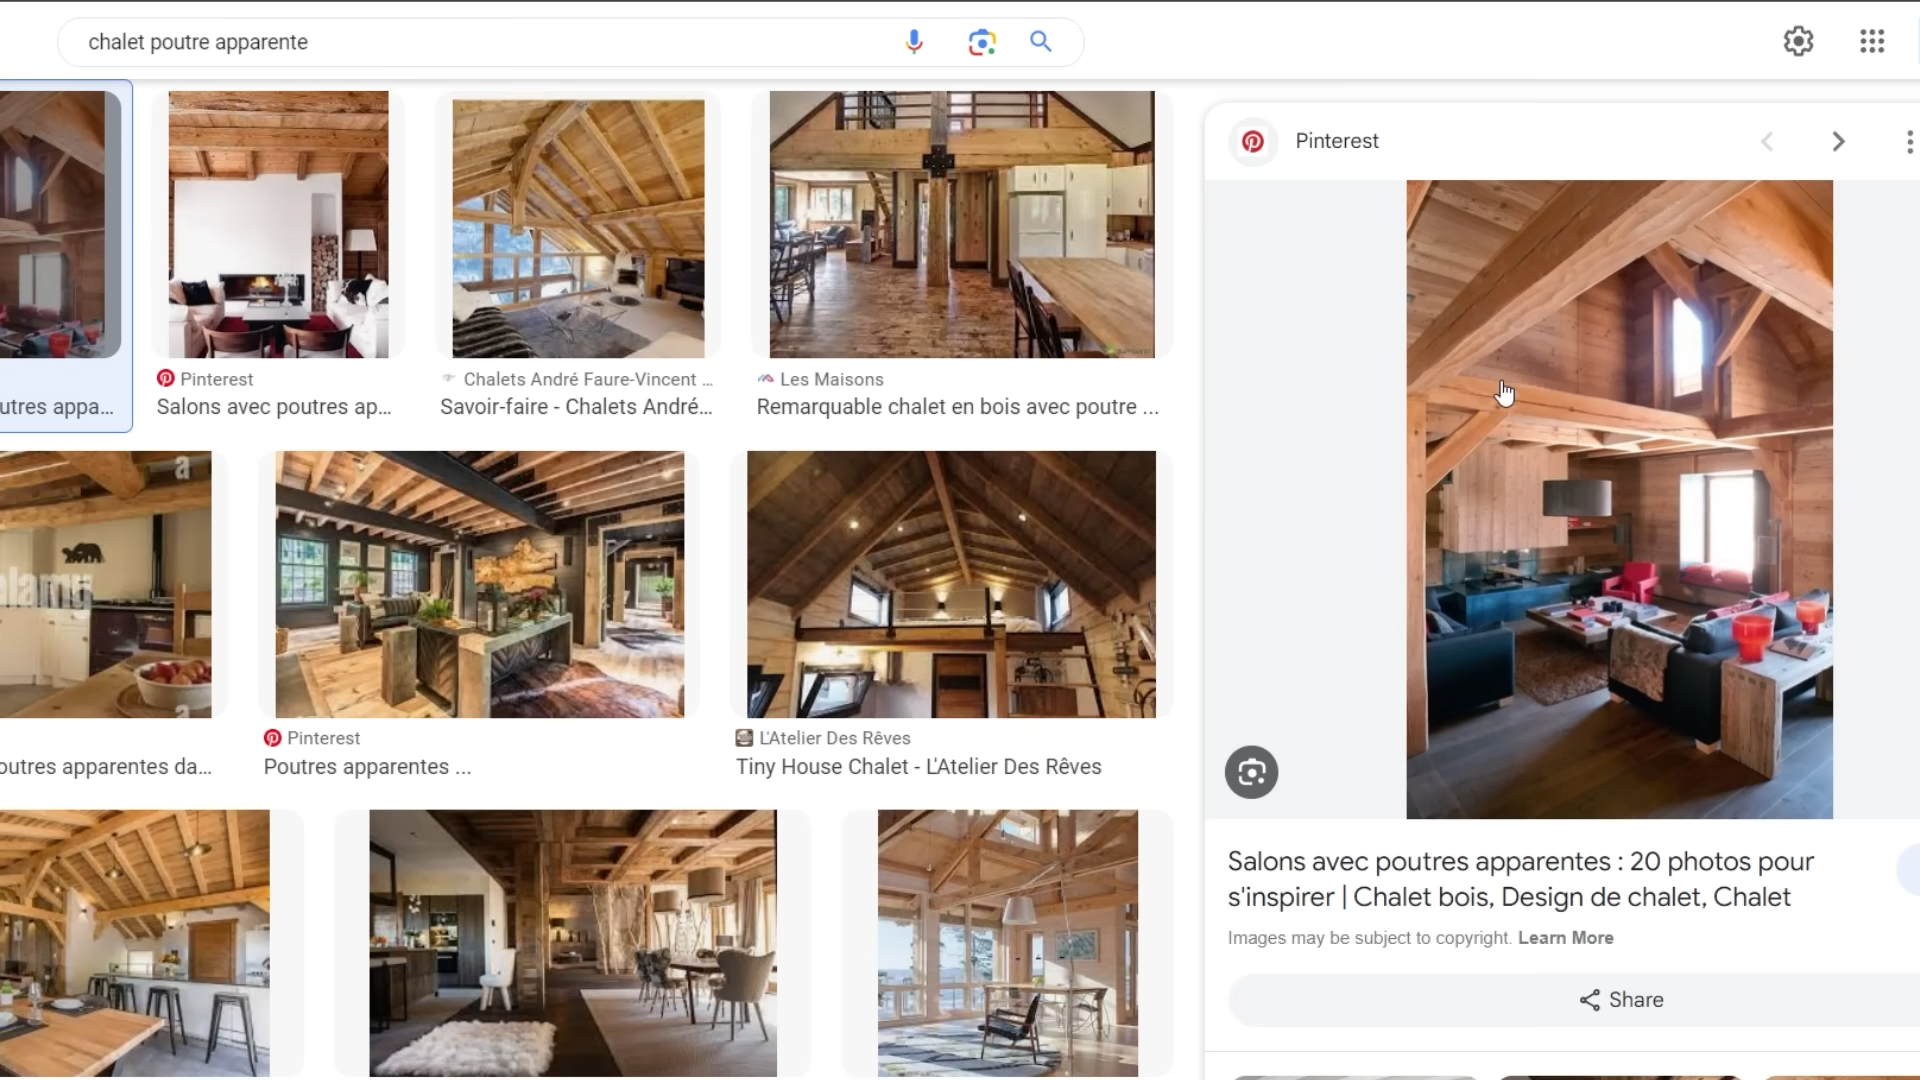 chalet poutre apparente
Pinterest
utres appa...
Pinterest
Salons avec poutres ap...
Chalets André Faure-Vincent ...
Savoir-faire - Chalets André...
Les Maisons
Remarquable chalet en bois avec poutre ...
a
a
outres apparentes da...
Pinterest
Poutres apparentes ...
L'Atelier Des Rêves
Tiny House Chalet - L'Atelier Des Rêves
Salons avec poutres apparentes : 20 photos pour
s'inspirer | Chalet bois, Design de chalet, Chalet
Images may be subject to copyright. Learn More
Share